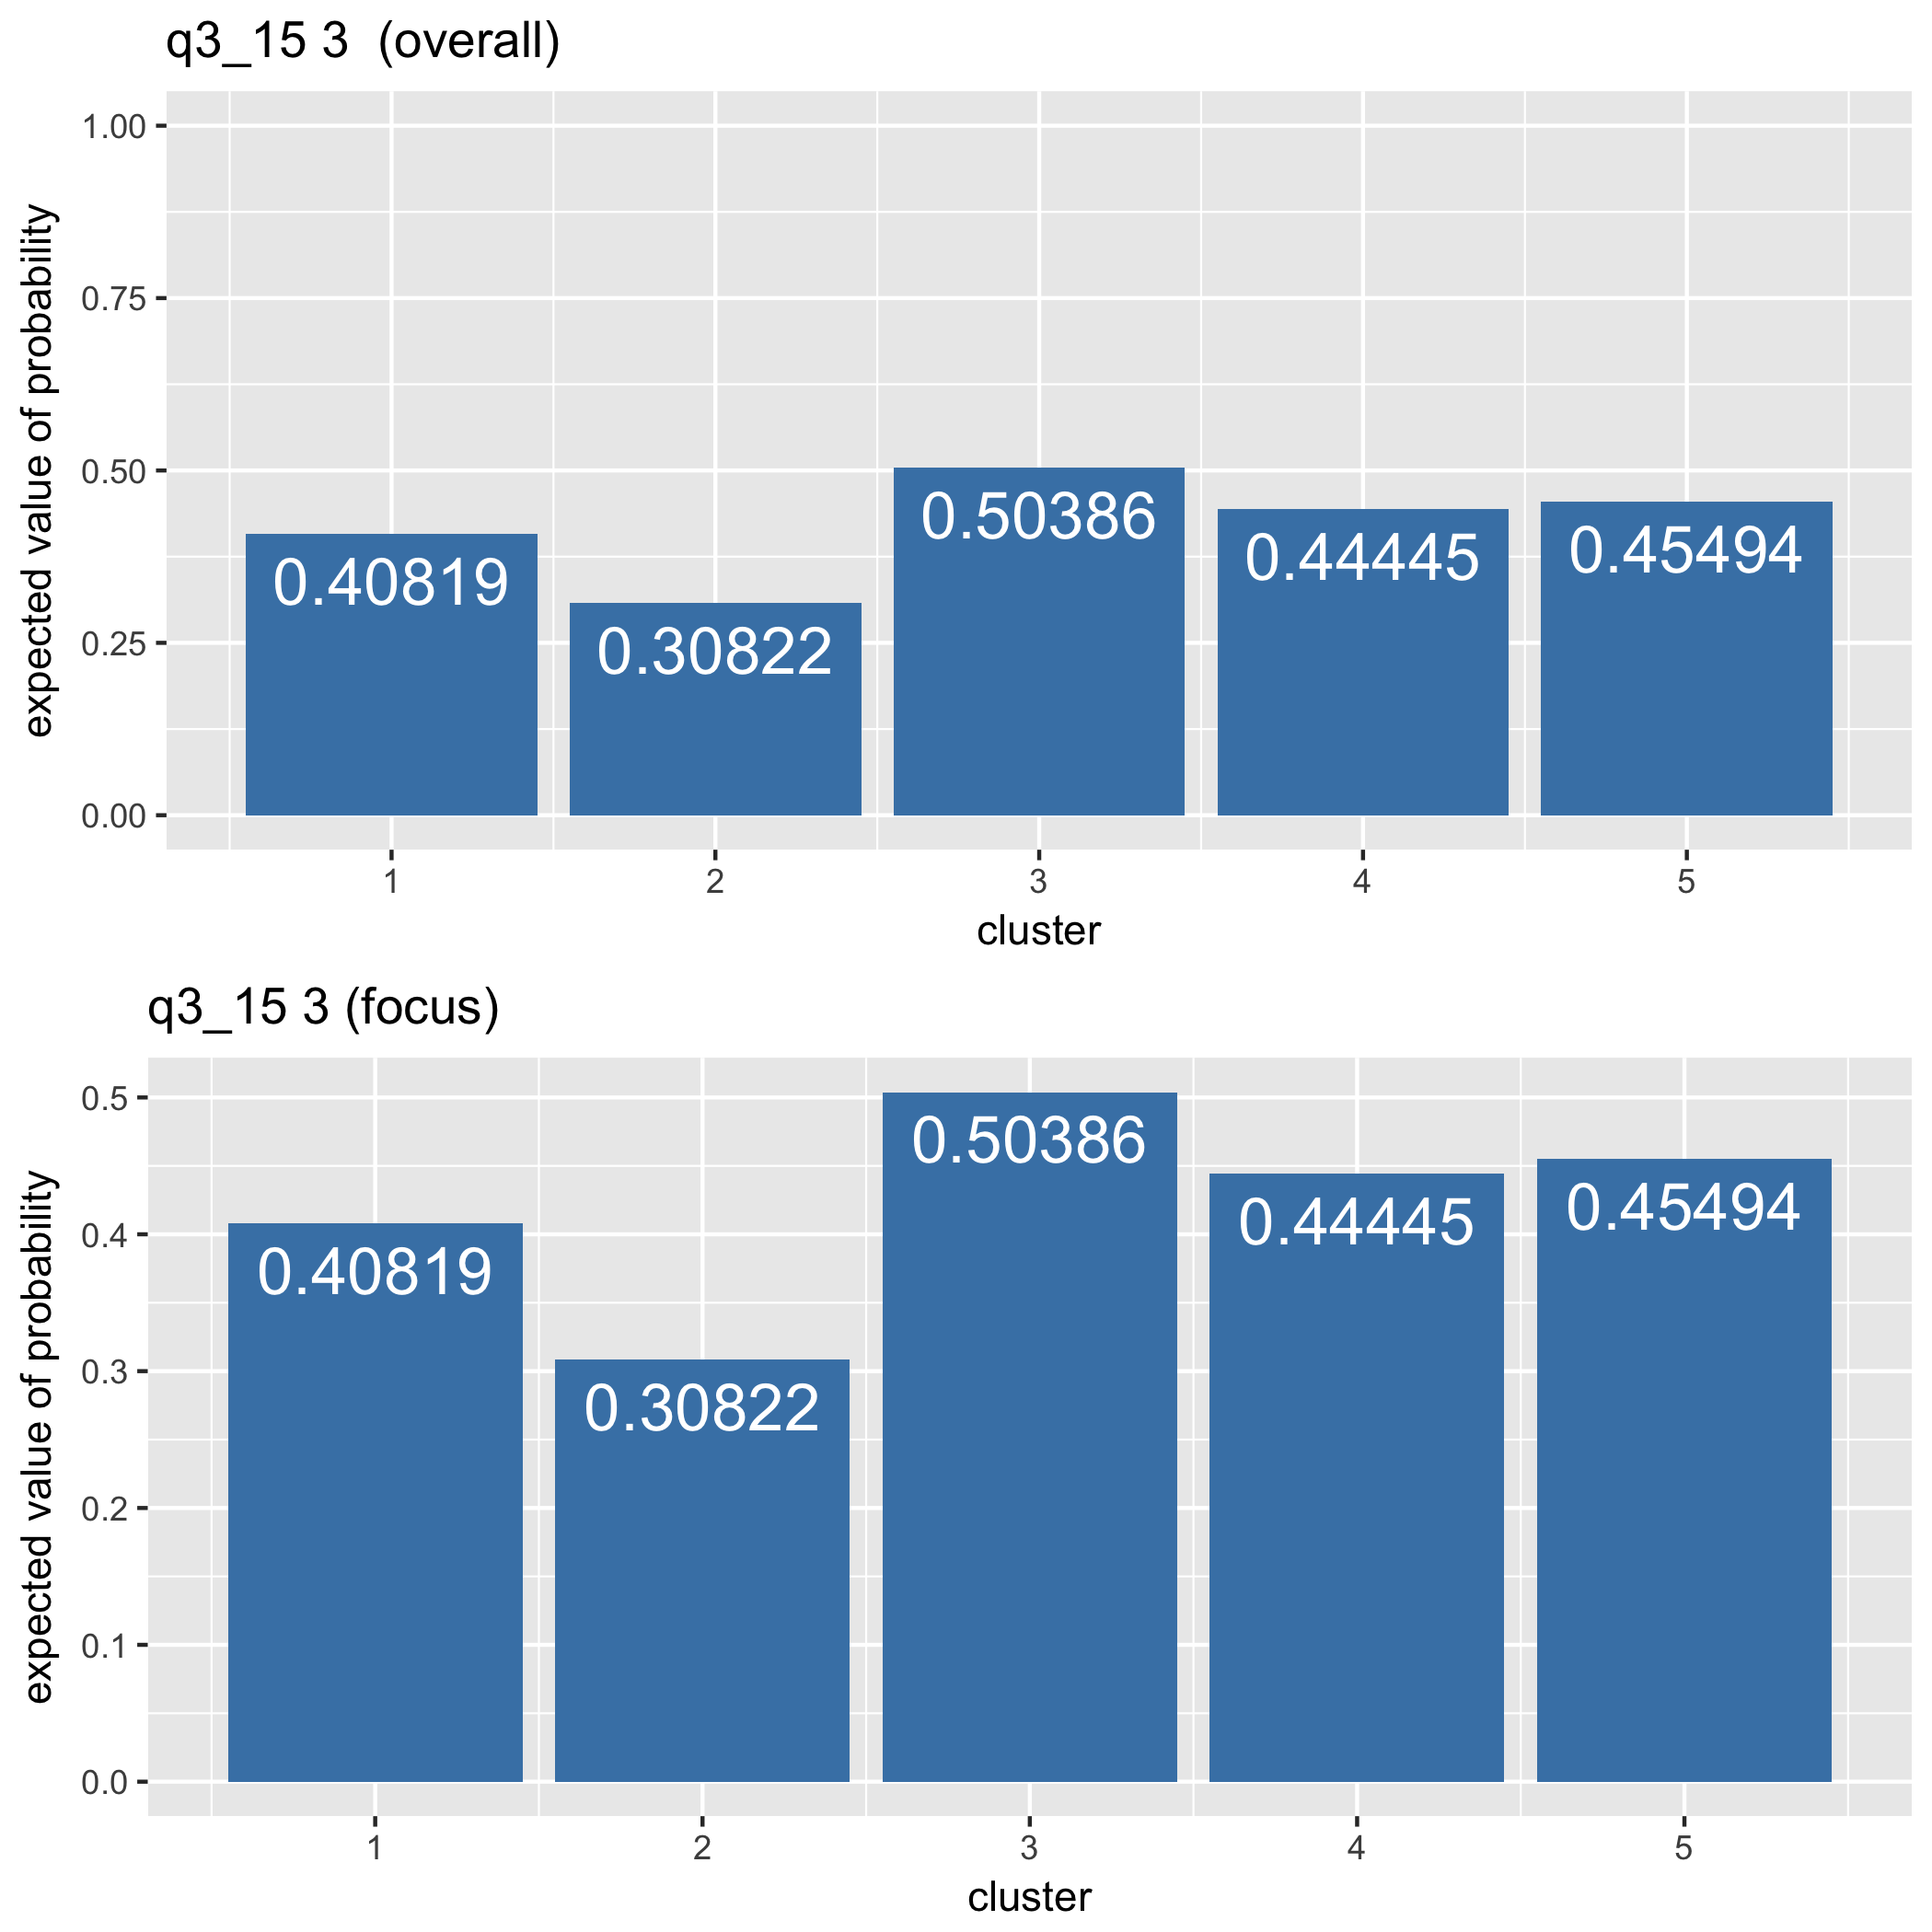 q3_15 3  (overall)
expected value of probability
1.00
0.75
0.50
0.25
0.00
0.40819
0.30822
0.50386
0.44445
0.45494
1 2 3 4 5
cluster
q3_15 3 (focus)
expected value of probability
0.5
0.4
0.3
0.2
0.1
0.0
0.40819
0.30822
0.50386
0.44445
0.45494
1 2 3 4 5
cluster